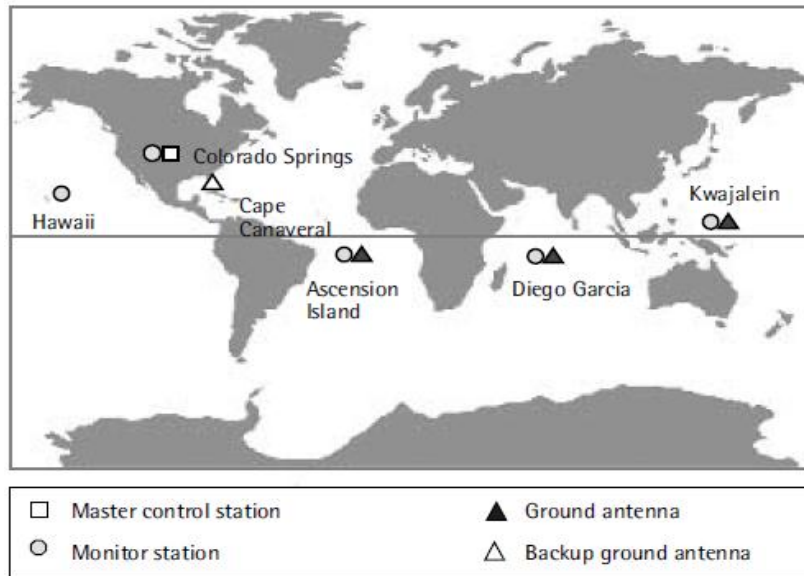 Colorado Springs
Kwajalein
Hawaii
Cape
Canaveral
Ascension
Island
Diego Garcia
Master control station
Ground antenna
Monitor station
Backup ground antenna